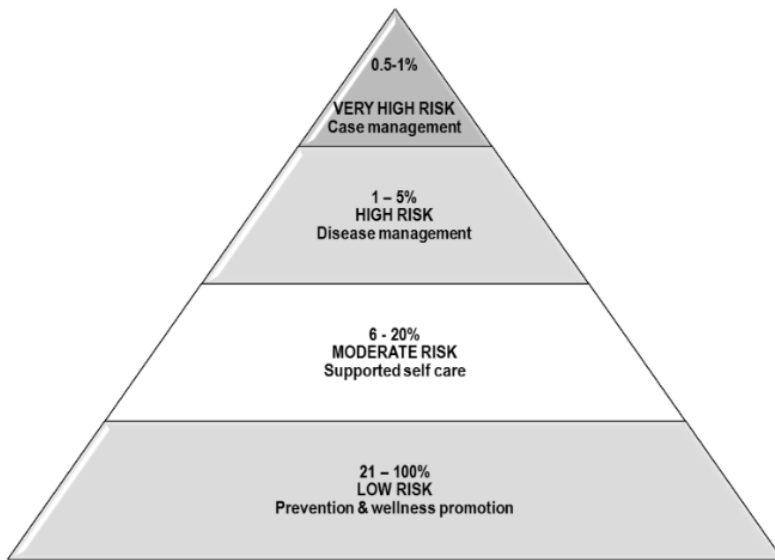 0.5-1%
VERY HIGH RISK
Case management
1 – 5%
HIGH RISK
Disease management
6 - 20%
MODERATE RISK
Supported self care
21 – 100%
LOW RISK
Prevention & wellness promotion